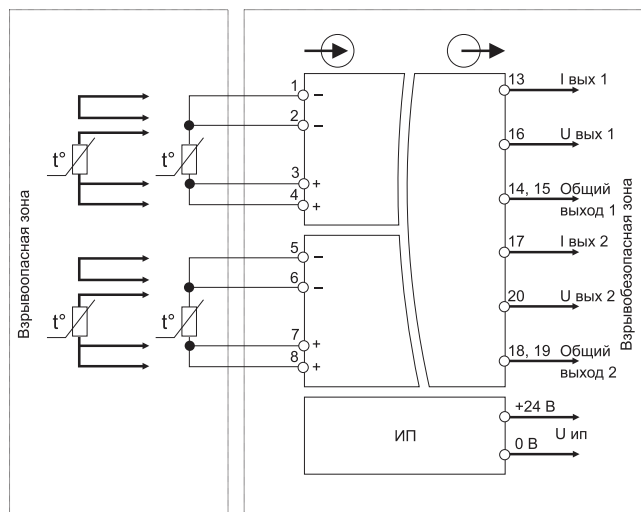 Взрывоопасная зона
t°
t°
t°
t°
1
−
2
−
3
+
4
+
5
−
6
−
7
+
8
+
13
I вых 1
16
U вых 1
14, 15
Общий
выход 1
17
I вых 2
20
U вых 2
18, 19
Общий
выход 2
ИП
+24 В
0 В
U ип
Взрывобезопасная зона